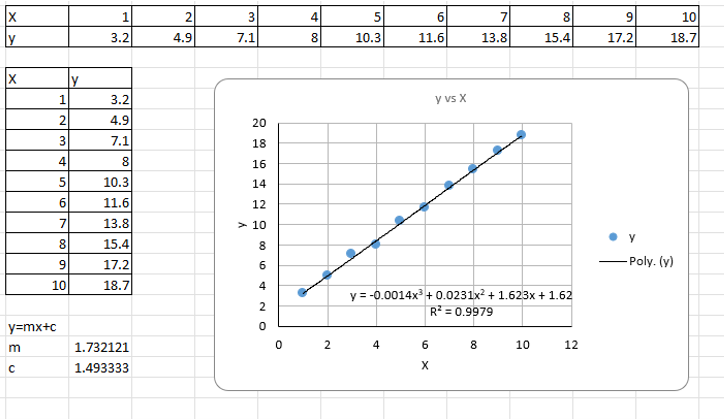 X 1 2 3 4 5 6 7 8 9 10
y 3.2 4.9 7.1 8 10.3 11.6 13.8 15.4 17.2 18.7
X y
1 3.2
2 4.9
3 7.1
4 8
5 10.3
6 11.6
7 13.8
8 15.4
9 17.2
10 18.7
y=mx+c
m 1.732121
c 1.493333
y vs X
20
18
16
14
12
10
8
6
4
2
0
y
y = -0.0014x³ + 0.0231x² + 1.623x + 1.62
R² = 0.9979
0 2 4 6 8 10 12
X
y
Poly. (y)